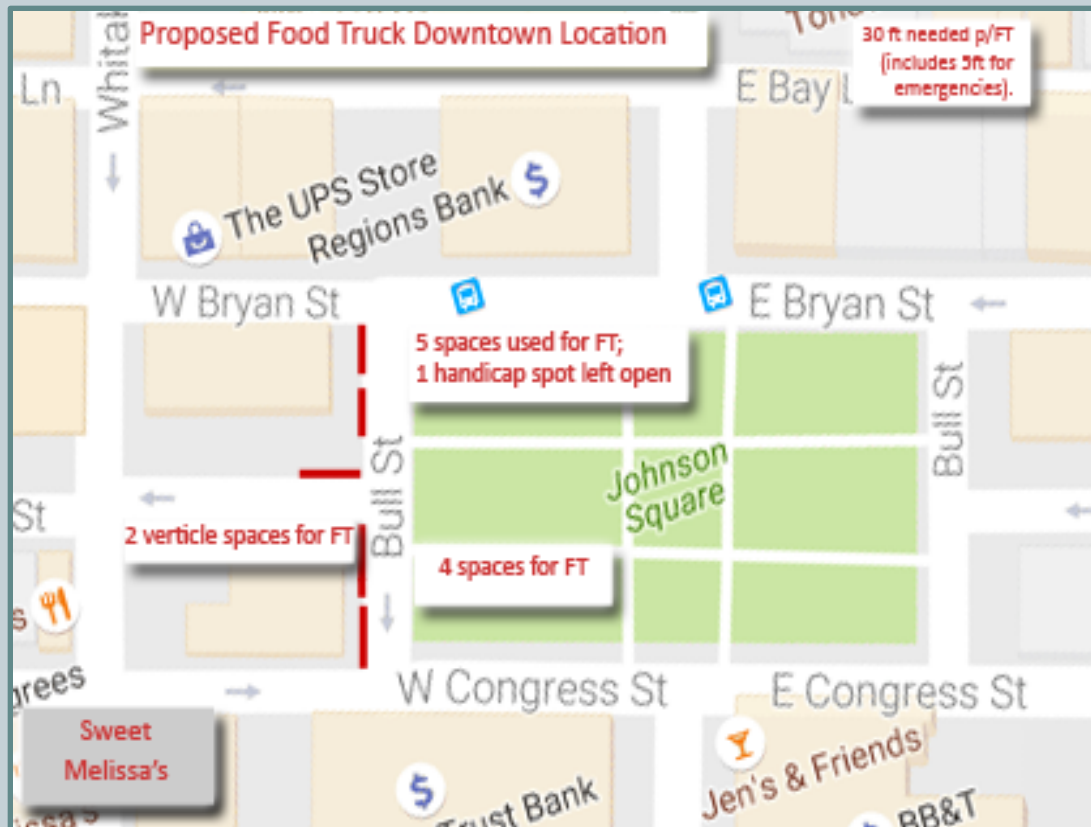 Proposed Food Truck Downtown Location
30 ft needed p/FT
(includes 5ft for
emergencies).
Ln
E Bay L
The UPS Store
Regions Bank
W Bryan St
E Bryan St
5 spaces used for FT;
1 handicap spot left open
Bull St
Bull St
Johnson
Square
St
2 verticle spaces for FT
4 spaces for FT
W Congress St
E Congress St
Sweet
Melissa's
Jen's & Friends
Trust Bank
BB&T